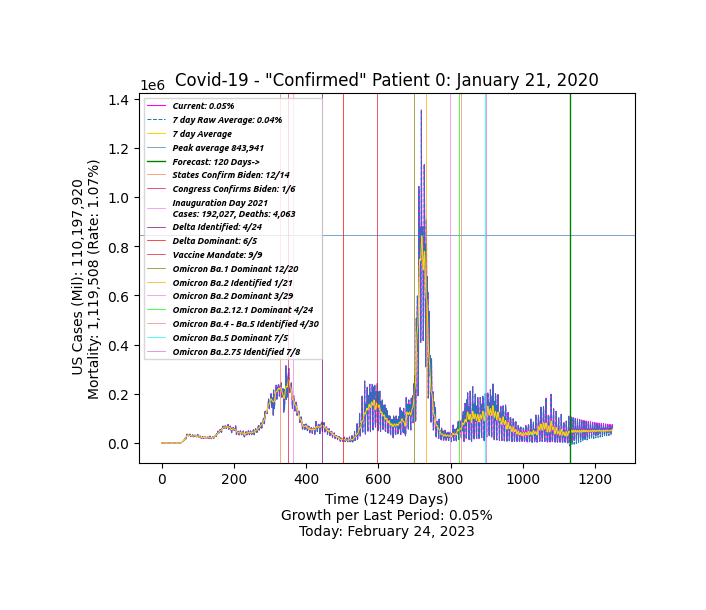 Covid-19 - "Confirmed" Patient 0: January 21, 2020
1e6
1.4
1.2
1.0
0.8
0.6
0.4
0.2
0.0
US Cases (Mil): 110,197,920
Mortality: 1,119,508 (Rate: 1.07%)
Current: 0.05%
7 day Raw Average: 0.04%
7 day Average
Peak average 843,941
Forecast: 120 Days->
States Confirm Biden: 12/14
Congress Confirms Biden: 1/6
Inauguration Day 2021
Cases: 192,027, Deaths: 4,063
Delta Identified: 4/24
Delta Dominant: 6/5
Vaccine Mandate: 9/9
Omicron Ba.1 Dominant 12/20
Omicron Ba.2 Identified 1/21
Omicron Ba.2 Dominant 3/29
Omicron Ba.2.12.1 Dominant 4/24
Omicron Ba.4 - Ba.5 Identified 4/30
Omicron Ba.5 Dominant 7/5
Omicron Ba.2.75 Identified 7/8
0 200 400 600 800 1000 1200
Time (1249 Days)
Growth per Last Period: 0.05%
Today: February 24, 2023